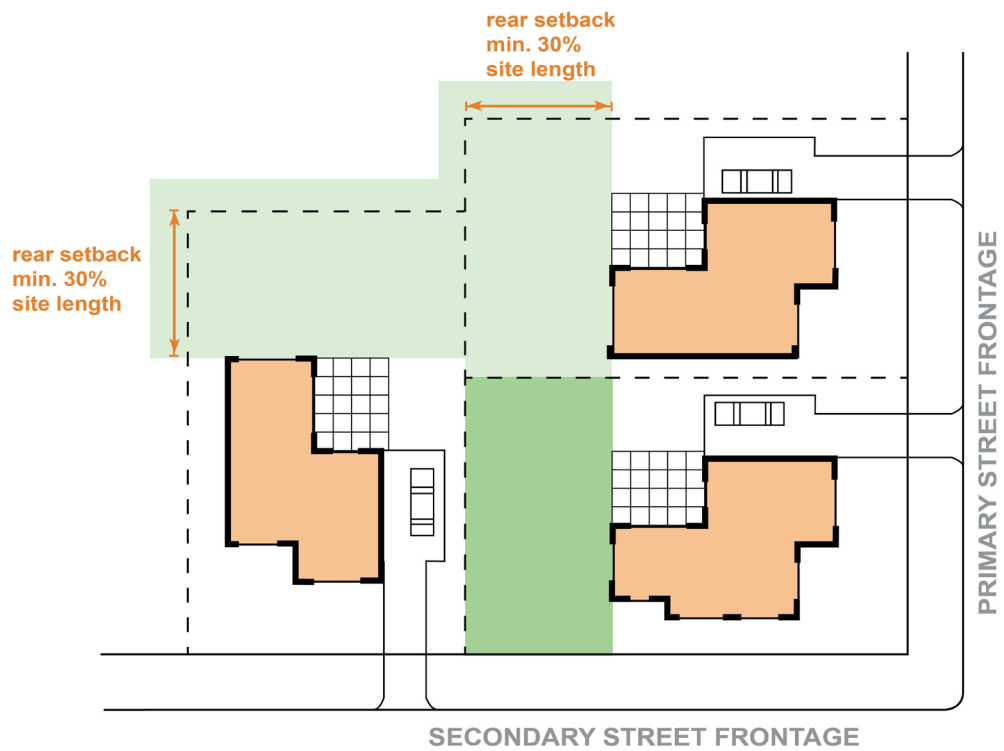 rear setback
min. 30%
site length
rear setback
min. 30%
site length
PRIMARY STREET FRONTAGE
SECONDARY STREET FRONTAGE